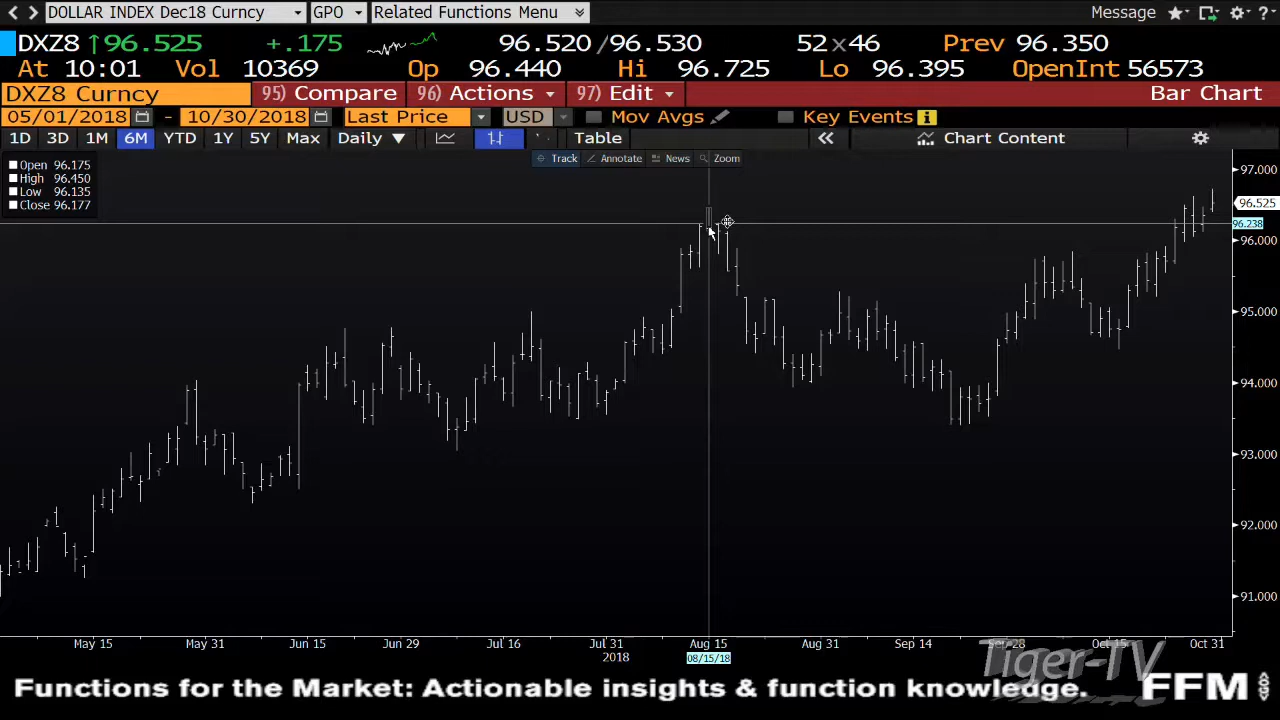 DOLLAR INDEX Dec18 Curncy GPO Related Functions Menu Message
DXZ8 ↑96.525 +.175 96.520/96.530 52×46 Prev 96.350
At 10:01 Vol 10369 Op 96.440 Hi 96.725 Lo 96.395 OpenInt 56573
DXZ8 Curncy 95) Compare 96) Actions 97) Edit Bar Chart
05/01/2018 - 10/30/2018 Last Price USD Mov Avgs Key Events
1D 3D 1M 6M YTD 1Y 5Y Max Daily ▼ Table « Chart Content
Track Annotate News Zoom
Open 96.175
High 96.450
Low 96.135
Close 96.177
97.000
96.525
96.238
96.000
95.000
94.000
93.000
92.000
91.000
May 15 May 31 Jun 15 Jun 29 Jul 16 Jul 31 Aug 15 Aug 31 Sep 14 Oct 15 Oct 31
2018 08/15/18
Tiger-TV
Functions for the Market: Actionable insights & function knowledge. FFM